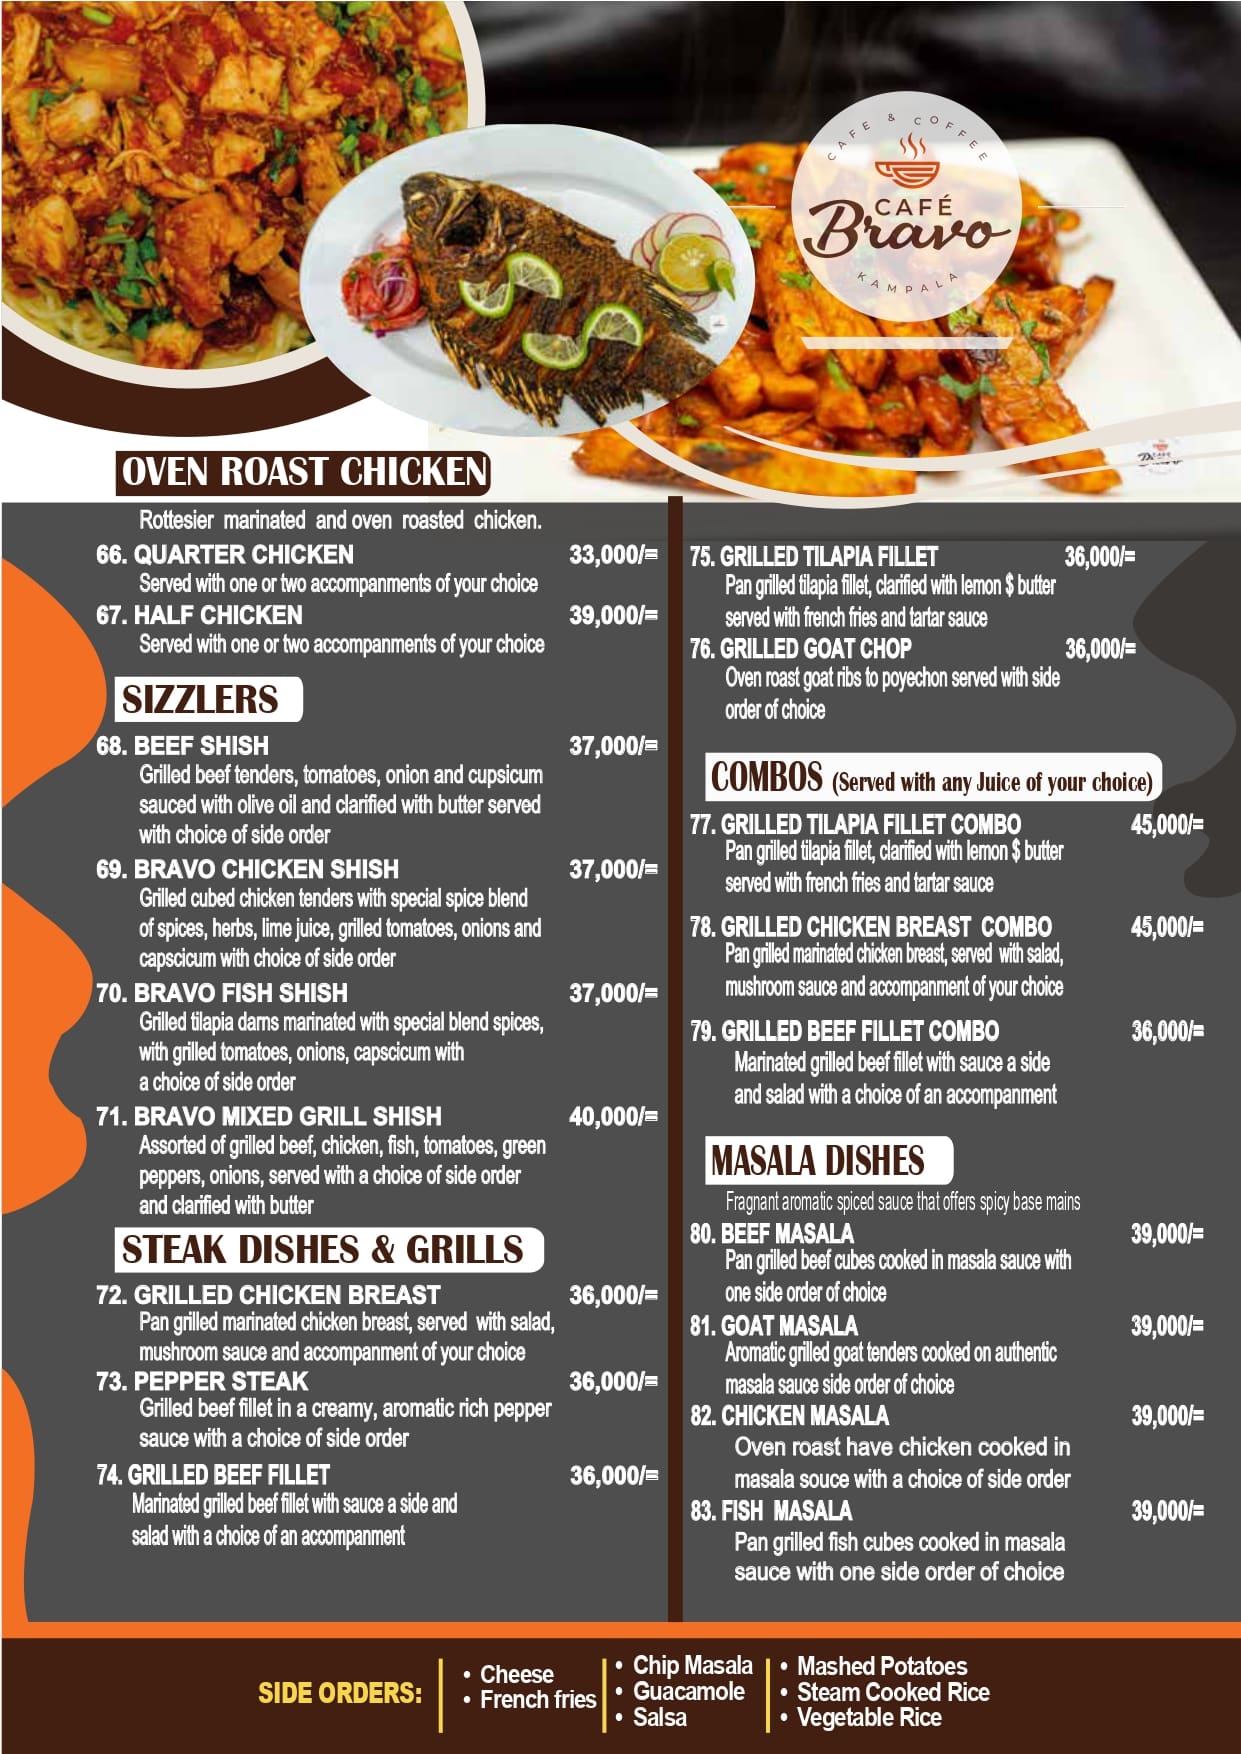 CAFE & COFFEE
CAFÉ
Bravo
KAMPALA
OVEN ROAST CHICKEN
Rottesier marinated and oven roasted chicken.
66. QUARTER CHICKEN 33,000/=
Served with one or two accompanments of your choice
67. HALF CHICKEN 39,000/=
Served with one or two accompanments of your choice
SIZZLERS
68. BEEF SHISH 37,000/=
Grilled beef tenders, tomatoes, onion and cupsicum
sauced with olive oil and clarified with butter served
with choice of side order
69. BRAVO CHICKEN SHISH 37,000/=
Grilled cubed chicken tenders with special spice blend
of spices, herbs, lime juice, grilled tomatoes, onions and
capscicum with choice of side order
70. BRAVO FISH SHISH 37,000/=
Grilled tilapia darns marinated with special blend spices,
with grilled tomatoes, onions, capscicum with
a choice of side order
71. BRAVO MIXED GRILL SHISH 40,000/=
Assorted of grilled beef, chicken, fish, tomatoes, green
peppers, onions, served with a choice of side order
and clarified with butter
STEAK DISHES & GRILLS
72. GRILLED CHICKEN BREAST 36,000/=
Pan grilled marinated chicken breast, served with salad,
mushroom sauce and accompanment of your choice
73. PEPPER STEAK 36,000/=
Grilled beef fillet in a creamy, aromatic rich pepper
sauce with a choice of side order
74. GRILLED BEEF FILLET 36,000/=
Marinated grilled beef fillet with sauce a side and
salad with a choice of an accompanment
75. GRILLED TILAPIA FILLET 36,000/=
Pan grilled tilapia fillet, clarified with lemon $ butter
served with french fries and tartar sauce
76. GRILLED GOAT CHOP 36,000/=
Oven roast goat ribs to poyechon served with side
order of choice
COMBOS (Served with any Juice of your choice)
77. GRILLED TILAPIA FILLET COMBO 45,000/=
Pan grilled tilapia fillet, clarified with lemon $ butter
served with french fries and tartar sauce
78. GRILLED CHICKEN BREAST COMBO 45,000/=
Pan grilled marinated chicken breast, served with salad,
mushroom sauce and accompanment of your choice
79. GRILLED BEEF FILLET COMBO 36,000/=
Marinated grilled beef fillet with sauce a side
and salad with a choice of an accompanment
MASALA DISHES
Fragnant aromatic spiced sauce that offers spicy base mains
80. BEEF MASALA 39,000/=
Pan grilled beef cubes cooked in masala sauce with
one side order of choice
81. GOAT MASALA 39,000/=
Aromatic grilled goat tenders cooked on authentic
masala sauce side order of choice
82. CHICKEN MASALA 39,000/=
Oven roast have chicken cooked in
masala souce with a choice of side order
83. FISH MASALA 39,000/=
Pan grilled fish cubes cooked in masala
sauce with one side order of choice
SIDE ORDERS:
• Cheese
• French fries
• Chip Masala
• Guacamole
• Salsa
• Mashed Potatoes
• Steam Cooked Rice
• Vegetable Rice